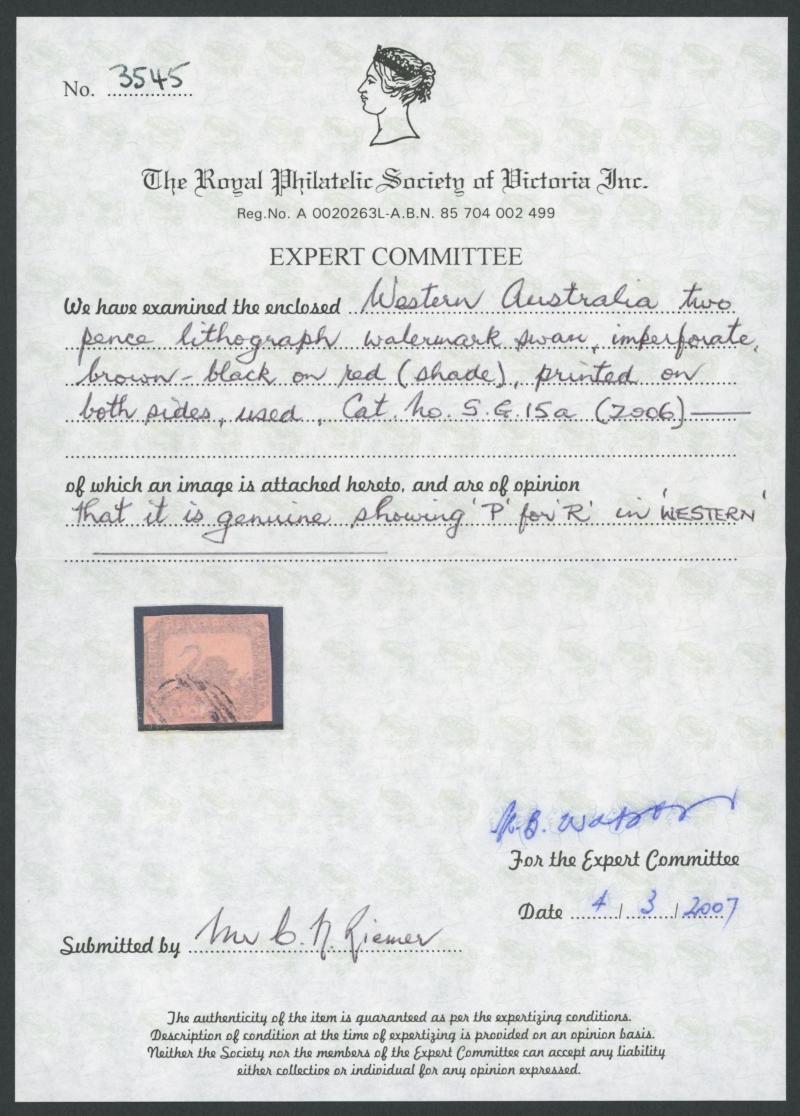 No. 3545
The Royal Philatelic Society of Victoria Inc.
Reg.No. A 0020263L-A.B.N. 85 704 002 499
EXPERT COMMITTEE
We have examined the enclosed Western Australia two
pence lithograph watermark swan, imperforate,
brown-black on red (shade), printed on
both sides, used, Cat. no. S.G. 15a (2006)
of which an image is attached hereto, and are of opinion
that it is genuine showing 'P' for 'R' in 'WESTERN'
For the Expert Committee
Date 4/3/2007
Submitted by Mr C. N. Riemer
The authenticity of the item is guaranteed as per the expertizing conditions.
Description of condition at the time of expertizing is provided on an opinion basis.
Neither the Society nor the members of the Expert Committee can accept any liability
either collective or individual for any opinion expressed.